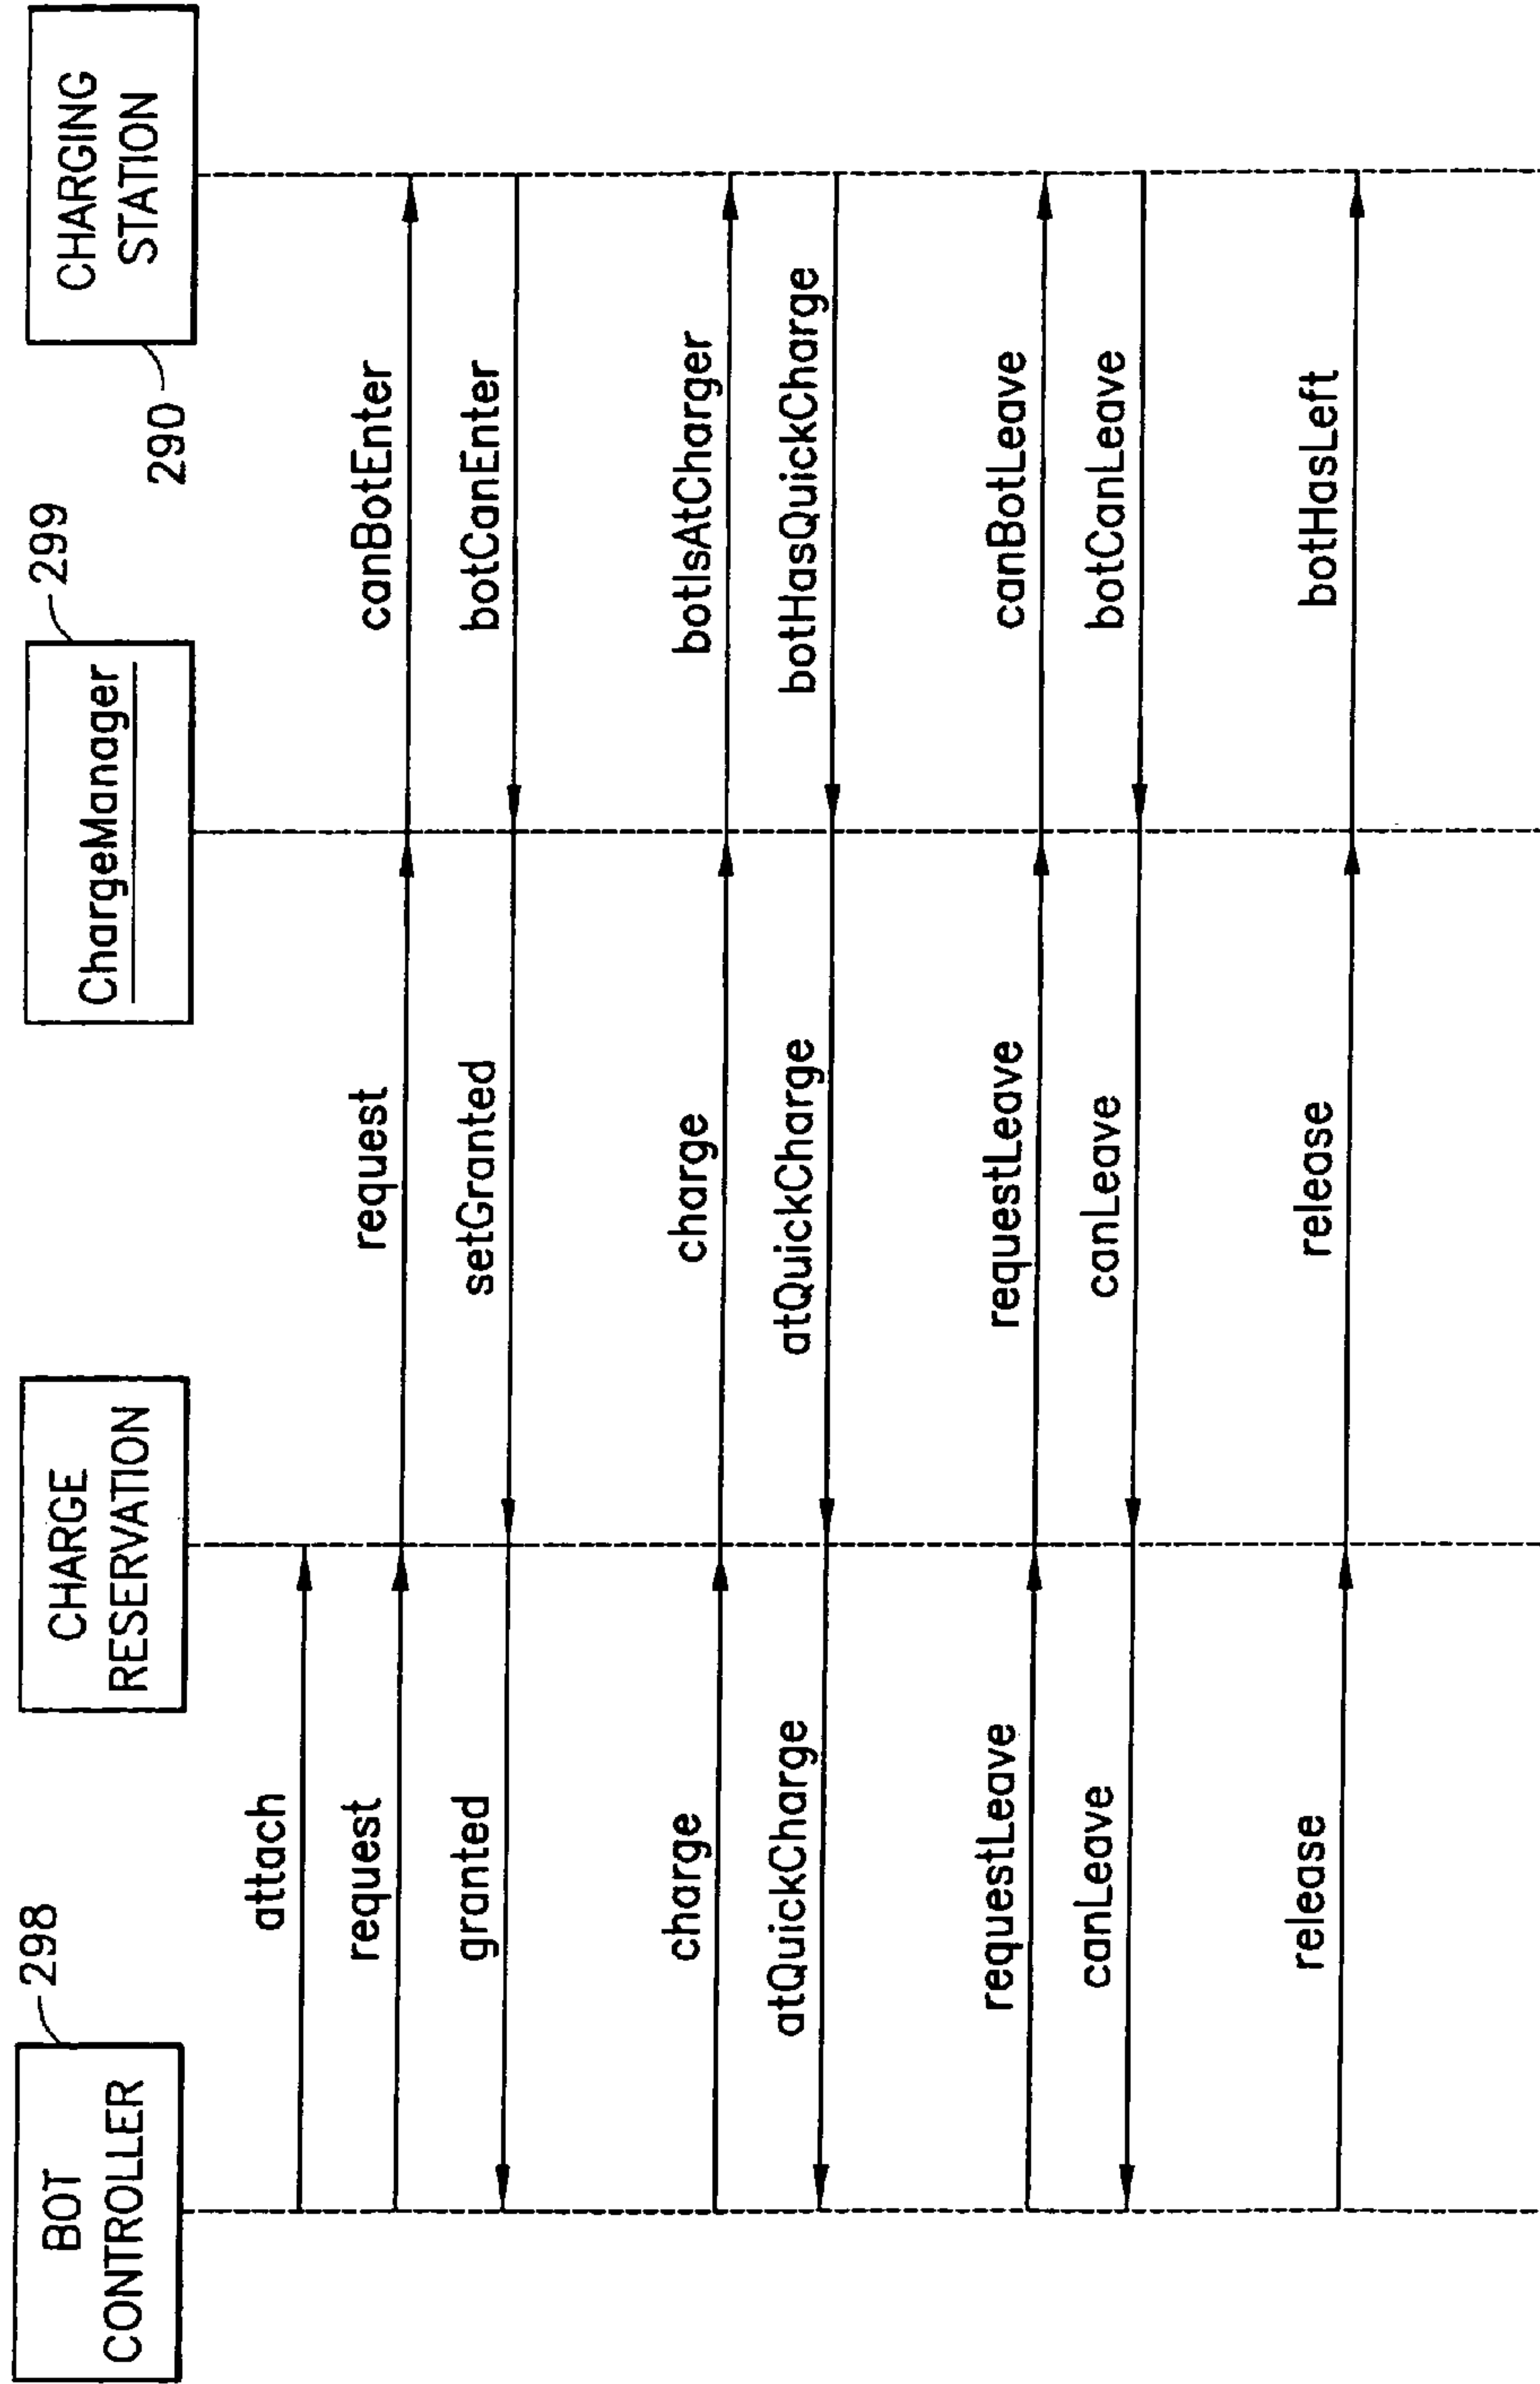 BOT
CONTROLLER
298
CHARGE
RESERVATION
ChargeManager
299
CHARGING
STATION
290
attach
request
request
canBotEnter
granted
setGranted
botCanEnter
charge
charge
botIsAtCharger
atQuickCharge
atQuickCharge
botHasQuickCharge
requestLeave
requestLeave
canBotLeave
canLeave
canLeave
botCanLeave
release
release
botHasLeft